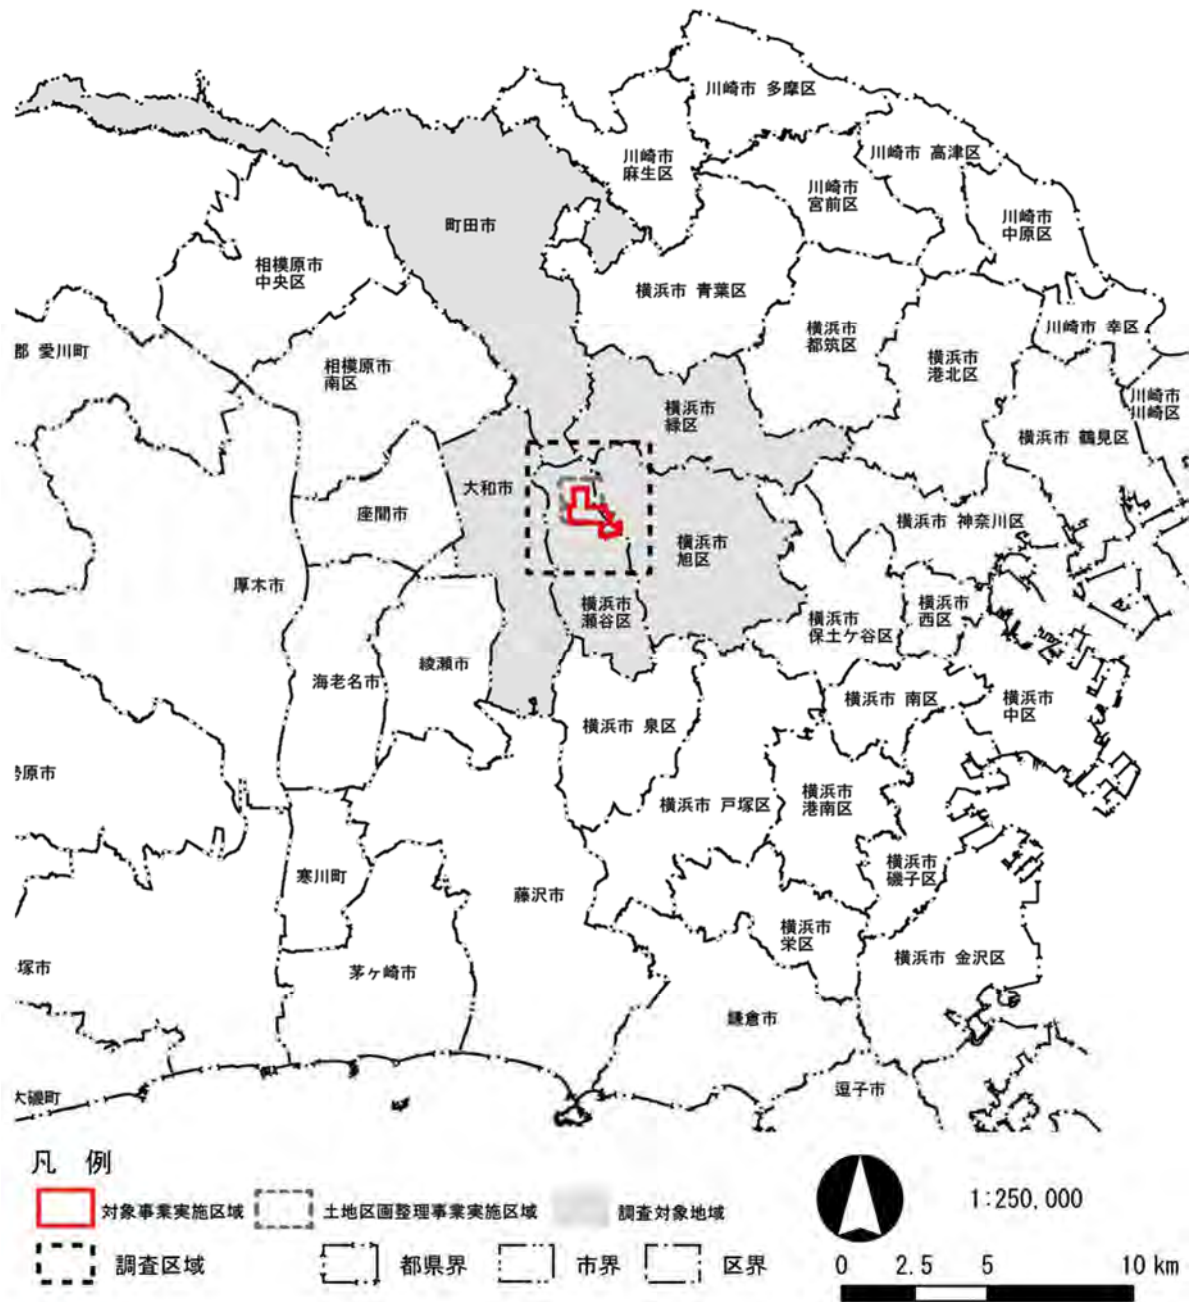 川崎市 多摩区
川崎市 高津区
川崎市
麻生区
川崎市
宮前区
川崎市
中原区
町田市
相模原市
中央区
横浜市 青葉区
川崎市 幸区
横浜市
都筑区
横浜市
港北区
郡 愛川町
相模原市
南区
川崎市
川崎区
横浜市
緑区
横浜市 鶴見区
大和市
座間市
横浜市 神奈川区
横浜市
旭区
厚木市
横浜市
瀬谷区
横浜市
保土ケ谷区
横浜市
西区
綾瀬市
海老名市
横浜市 南区
横浜市
中区
横浜市 泉区
勢原市
横浜市 戸塚区
横浜市
港南区
横浜市
磯子区
寒川町
藤沢市
横浜市
栄区
横浜市 金沢区
塚市
茅ヶ崎市
鎌倉市
逗子市
大磯町
凡 例
対象事業実施区域
土地区画整理事業実施区域
調査対象地域
調査区域
都県界
市界
区界
1:250,000
0 2.5 5 10 km